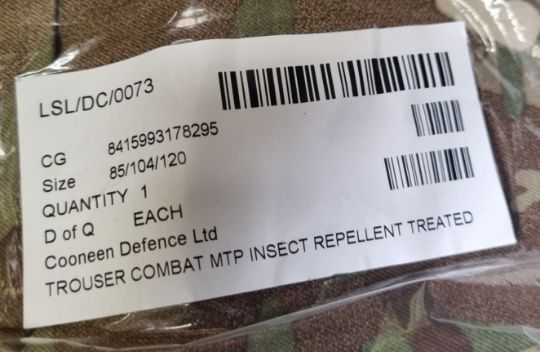 LSL/DC/0073
CG 8415993178295
Size 85/104/120
QUANTITY 1
D of Q EACH
Cooneen Defence Ltd
TROUSER COMBAT MTP INSECT REPELLENT TREATED